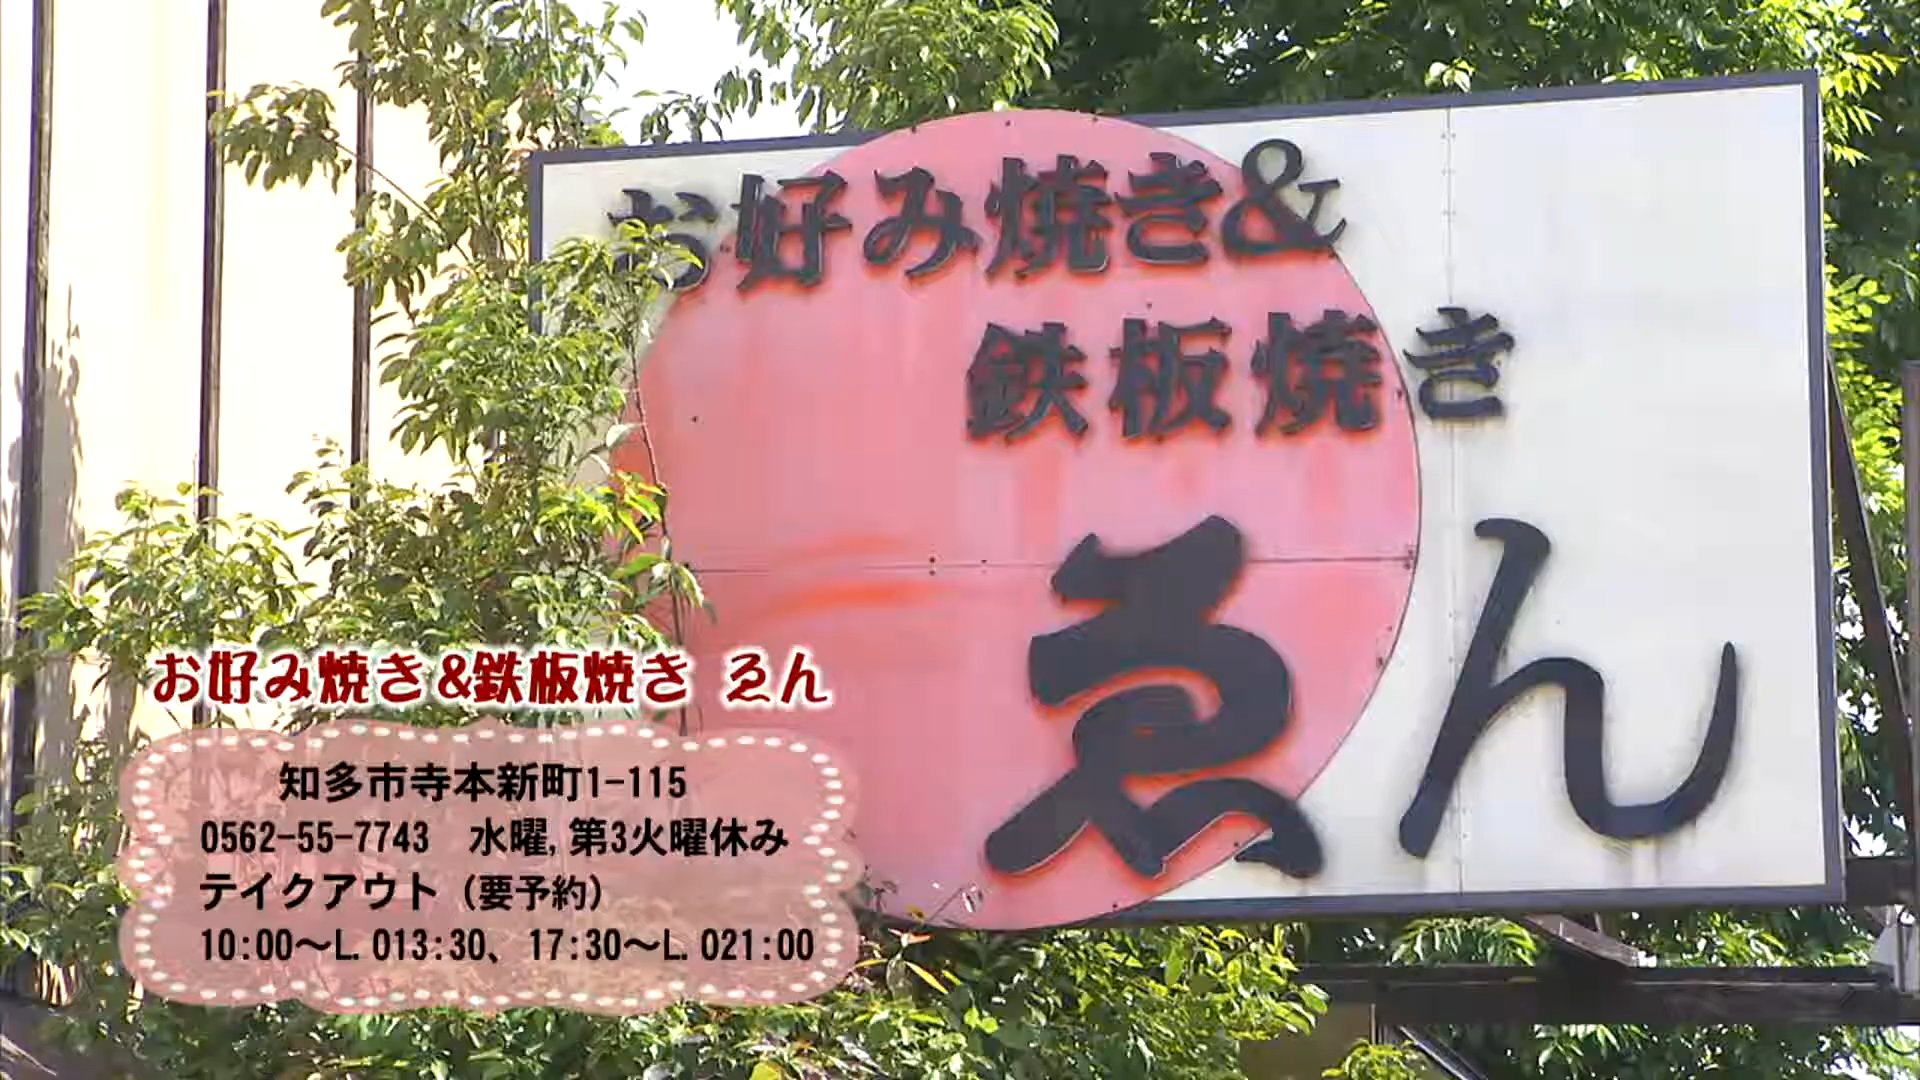 お好み焼き&
鉄板焼き
ゑん
お好み焼き&鉄板焼き ゑん
知多市寺本新町1-115
0562-55-7743 水曜,第3火曜休み
テイクアウト（要予約）
10:00～L.O13:30、17:30～L.O21:00